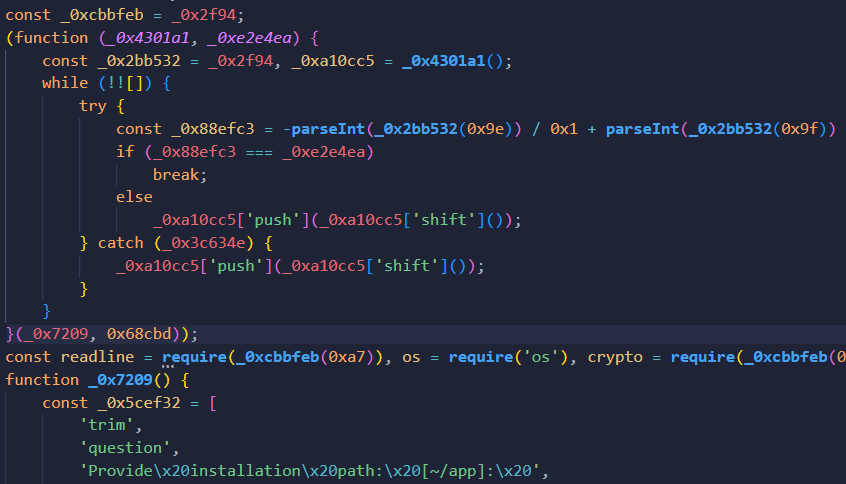 const _0xcbbfeb = _0x2f94;
(function (_0x4301a1, _0xe2e4ea) {
    const _0x2bb532 = _0x2f94, _0xa10cc5 = _0x4301a1();
    while (!![]) {
        try {
            const _0x88efc3 = -parseInt(_0x2bb532(0x9e)) / 0x1 + parseInt(_0x2bb532(0x9f))
            if (_0x88efc3 === _0xe2e4ea)
                break;
            else
                _0xa10cc5['push'](_0xa10cc5['shift']());
        } catch (_0x3c634e) {
            _0xa10cc5['push'](_0xa10cc5['shift']());
        }
    }
}(_0x7209, 0x68cbd));
const readline = require(_0xcbbfeb(0xa7)), os = require('os'), crypto = require(_0xcbbfeb(0
function _0x7209() {
    const _0x5cef32 = [
        'trim',
        'question',
        'Provide\x20installation\x20path:\x20[~/app]:\x20',